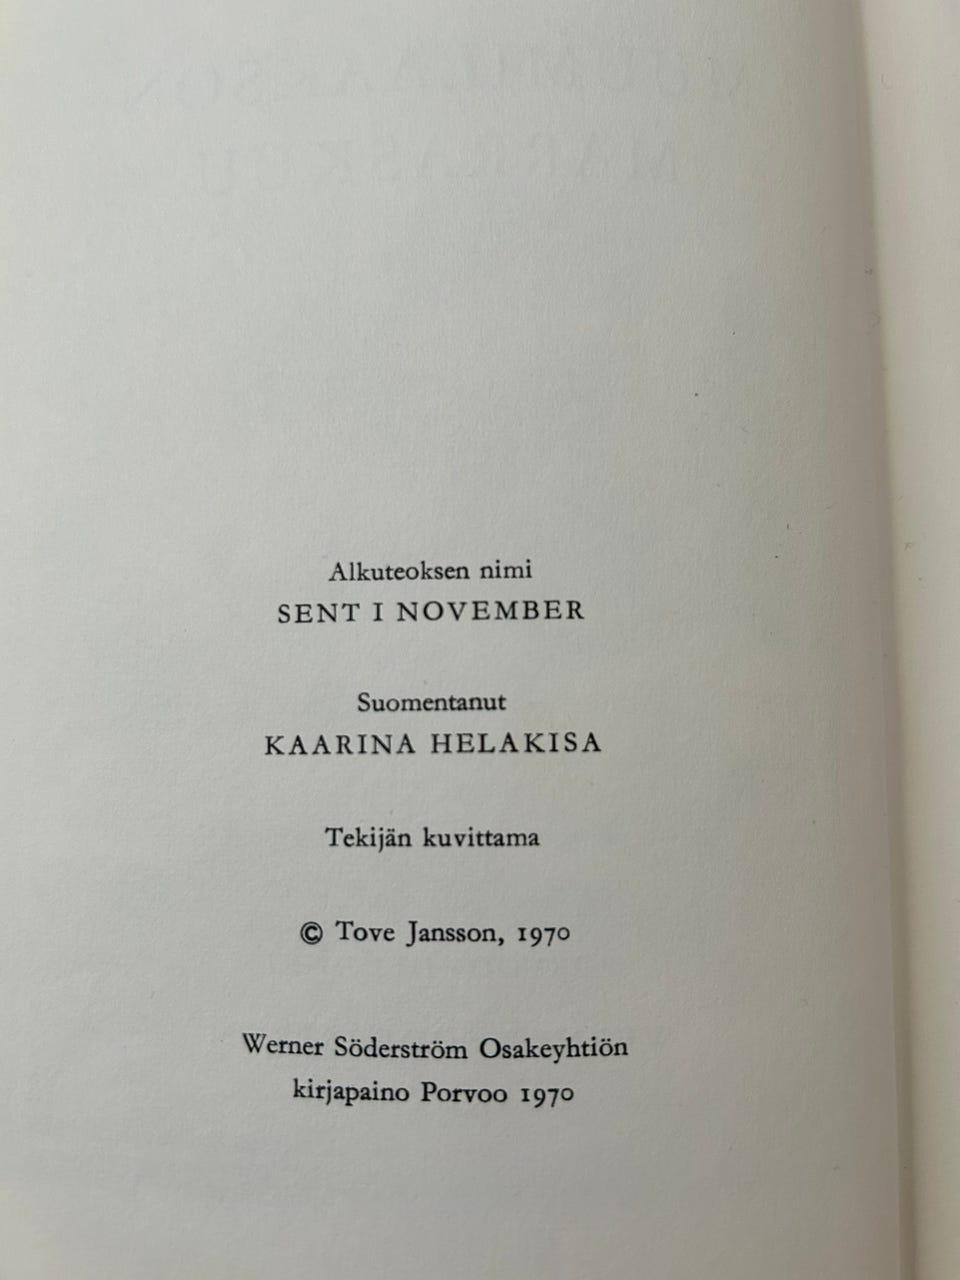 Alkuteoksen nimi
SENT I NOVEMBER
Suomentanut
KAARINA HELAKISA
Tekijän kuvittama
© Tove Jansson, 1970
Werner Söderström Osakeyhtiön
kirjapaino Porvoo 1970